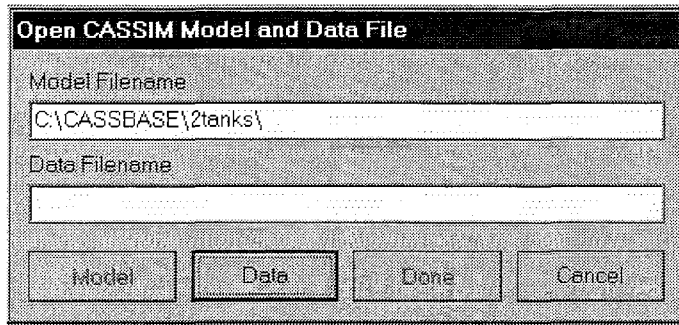 Open CASSIM Model and Data File
Model Filename
C:\CASSBASE\2tanks\
Data Filename
Model Data Done Cancel